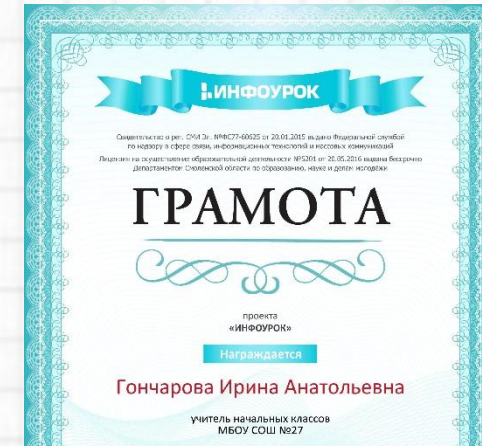 ИНФОУРОК
Свидетельство о рег. СМИ Эл. №ФС77-60625 от 20.01.2015 выдано Федеральной службой
по надзору в сфере связи, информационных технологий и массовых коммуникаций
Лицензия на осуществление образовательной деятельности №5201 от 20.05.2016 выдана бессрочно
Департаментом Смоленской области по образованию, науке и делам молодёжи
ГРАМОТА
проекта
«ИНФОУРОК»
Награждается
Гончарова Ирина Анатольевна
учитель начальных классов
МБОУ СОШ №27